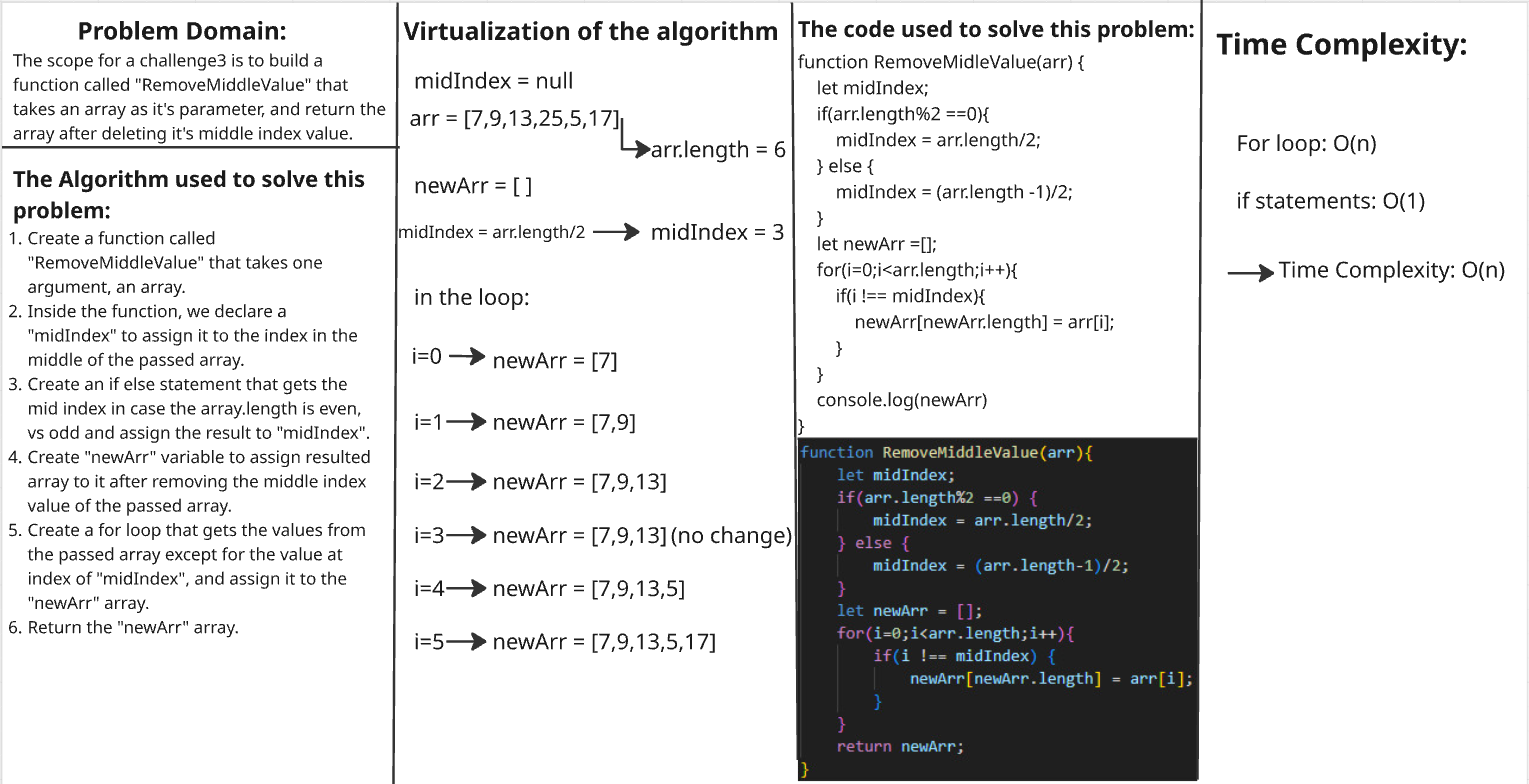 Problem Domain:
The scope for a challenge3 is to build a
function called "RemoveMiddleValue" that
takes an array as it's parameter, and return the
array after deleting it's middle index value.
The Algorithm used to solve this
problem:
1. Create a function called
"RemoveMiddleValue" that takes one
argument, an array.
2. Inside the function, we declare a
"midIndex" to assign it to the index in the
middle of the passed array.
3. Create an if else statement that gets the
mid index in case the array.length is even,
vs odd and assign the result to "midIndex".
4. Create "newArr" variable to assign resulted
array to it after removing the middle index
value of the passed array.
5. Create a for loop that gets the values from
the passed array except for the value at
index of "midIndex", and assign it to the
"newArr" array.
6. Return the "newArr" array.
Virtualization of the algorithm
midIndex = null
arr = [7,9,13,25,5,17]
arr.length = 6
newArr = [ ]
midIndex = arr.length/2
midIndex = 3
in the loop:
i=0 newArr = [7]
i=1 newArr = [7,9]
i=2 newArr = [7,9,13]
i=3 newArr = [7,9,13] (no change)
i=4 newArr = [7,9,13,5]
i=5 newArr = [7,9,13,5,17]
The code used to solve this problem:
function RemoveMidleValue(arr) {
let midIndex;
if(arr.length%2 ==0){
midIndex = arr.length/2;
} else {
midIndex = (arr.length -1)/2;
}
let newArr =[];
for(i=0;i<arr.length;i++){
if(i !== midIndex){
newArr[newArr.length] = arr[i];
}
}
console.log(newArr)
}
function RemoveMiddleValue(arr){
let midIndex;
if(arr.length%2 ==0) {
midIndex = arr.length/2;
} else {
midIndex = (arr.length-1)/2;
}
let newArr = [];
for(i=0;i<arr.length;i++){
if(i !== midIndex) {
newArr[newArr.length] = arr[i];
}
}
return newArr;
}
Time Complexity:
For loop: O(n)
if statements: O(1)
Time Complexity: O(n)